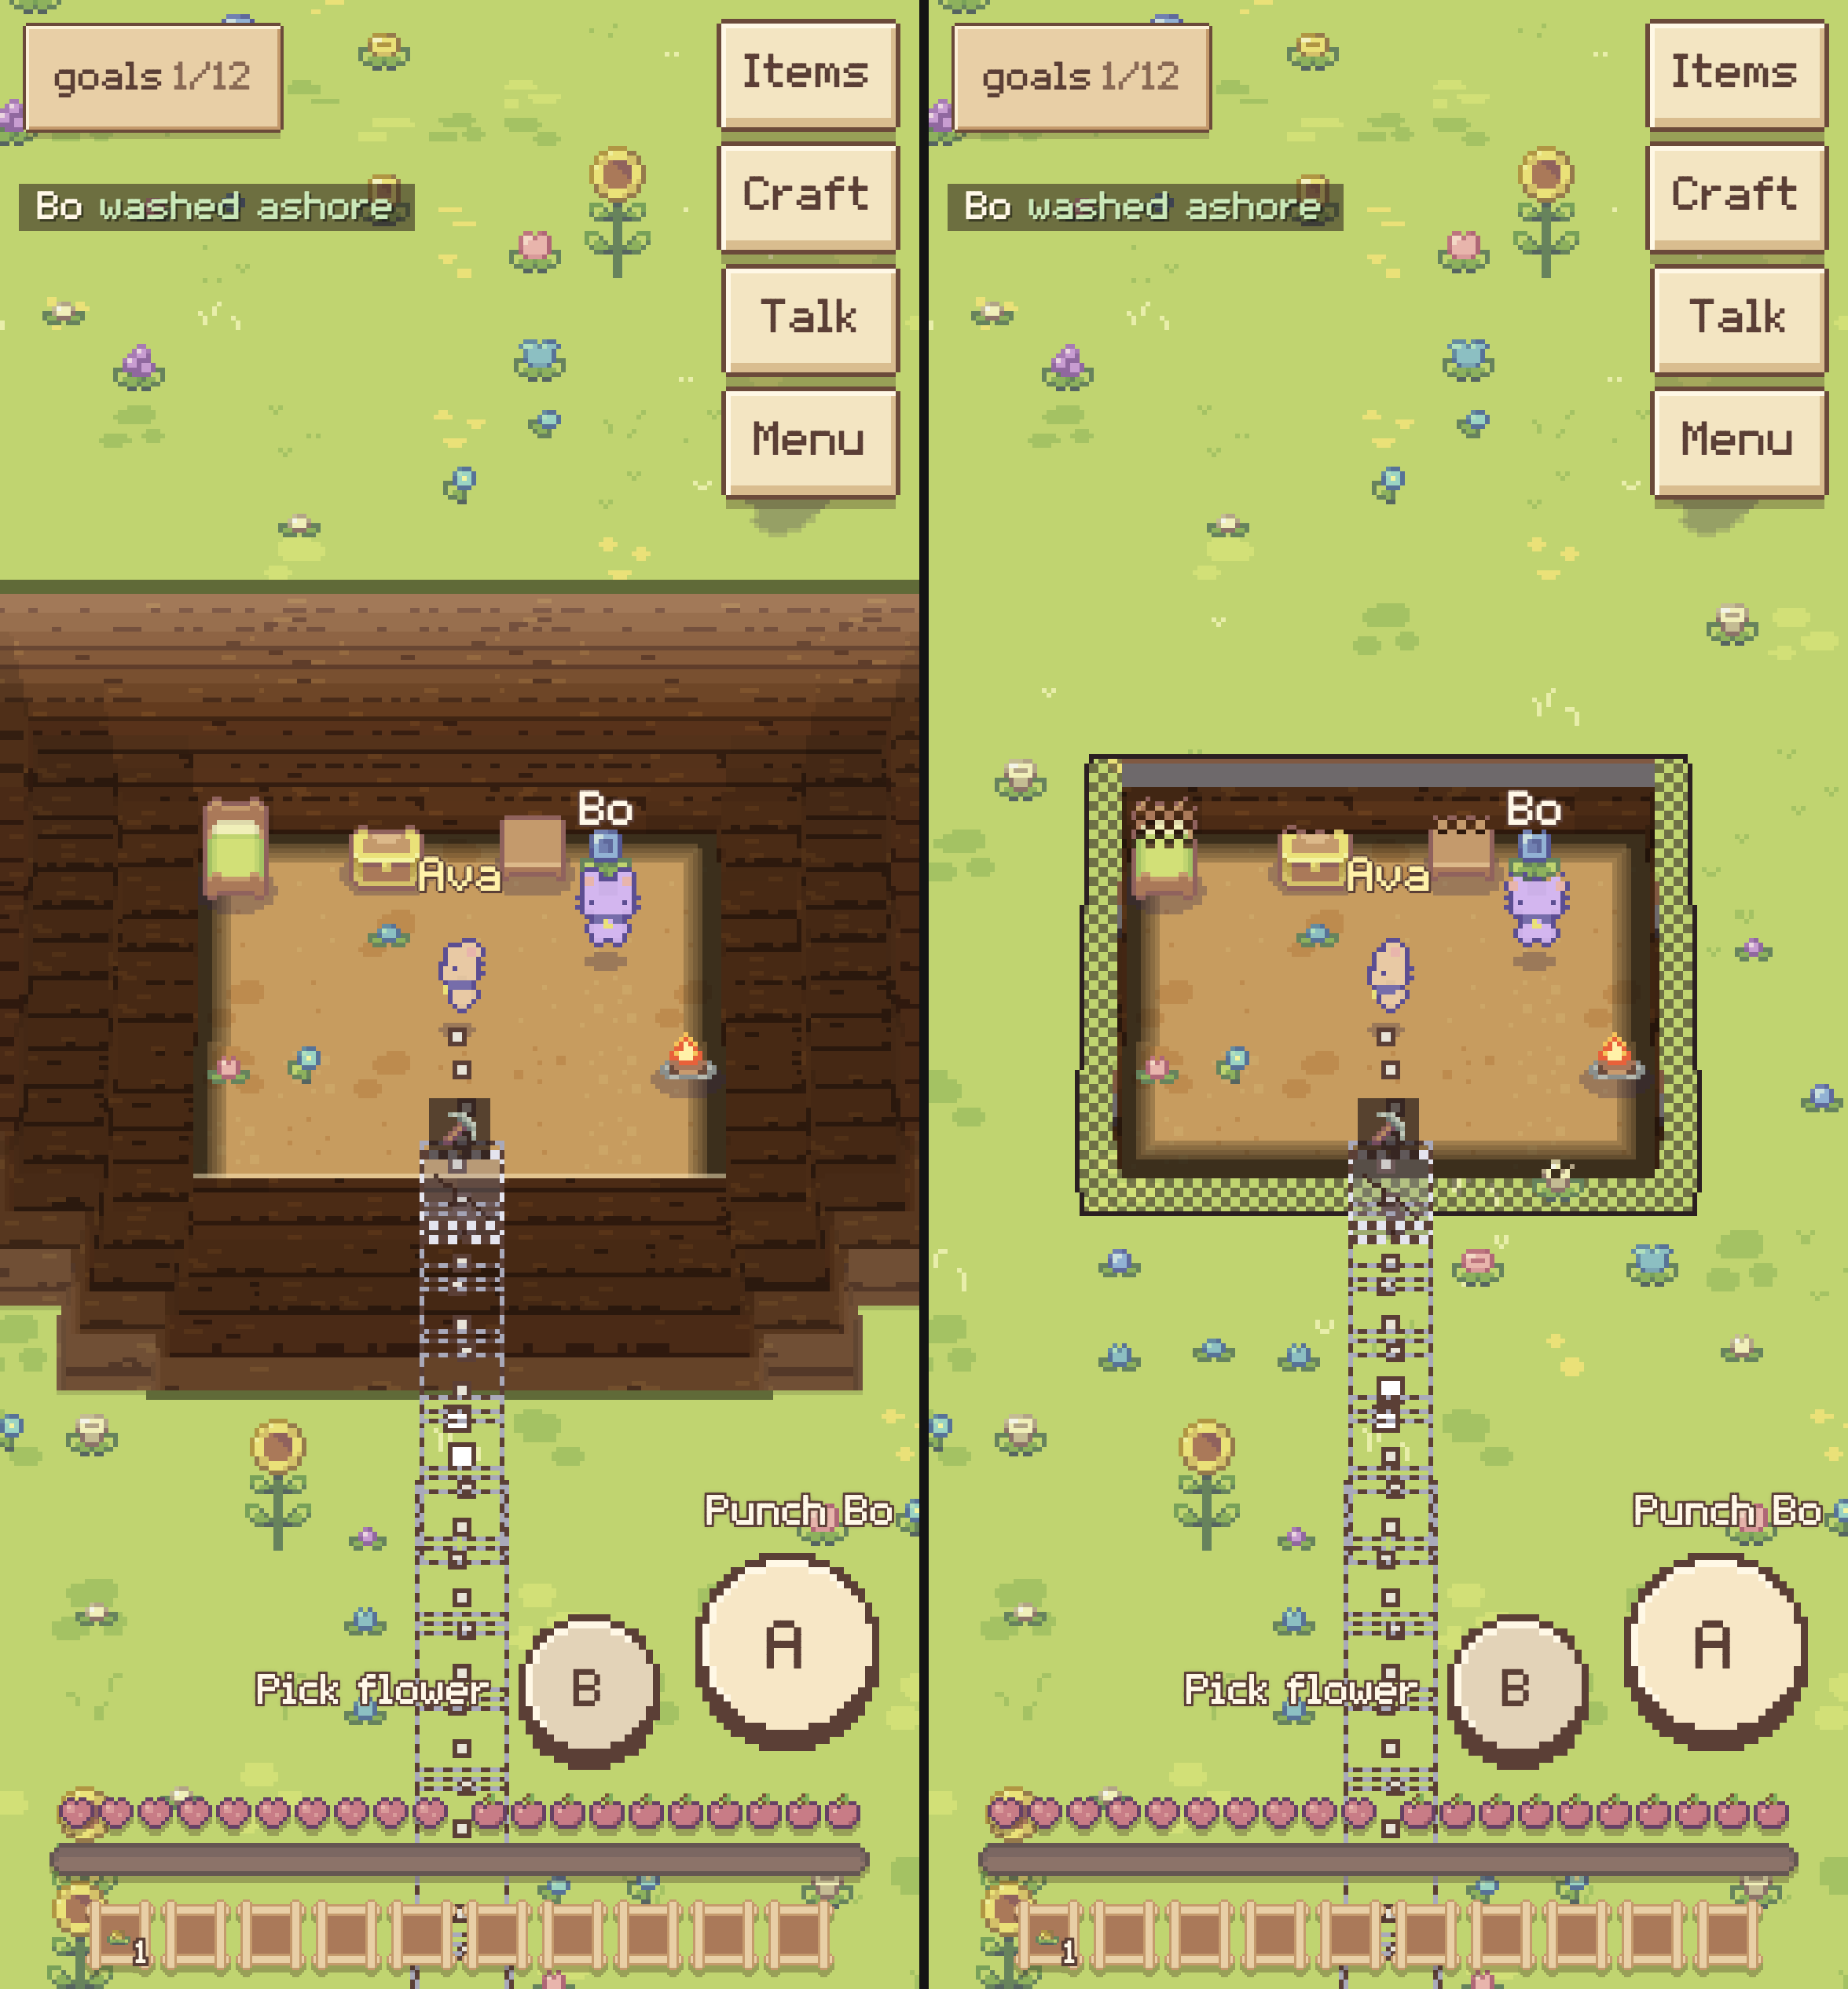 goals 1/12
Items
Bo washed ashore
Craft
Talk
Menu
Bo
Ava
Punch Bo
A
B
Pick flower
1
goals 1/12
Items
Bo washed ashore
Craft
Talk
Menu
Bo
Ava
Punch Bo
A
B
Pick flower
1